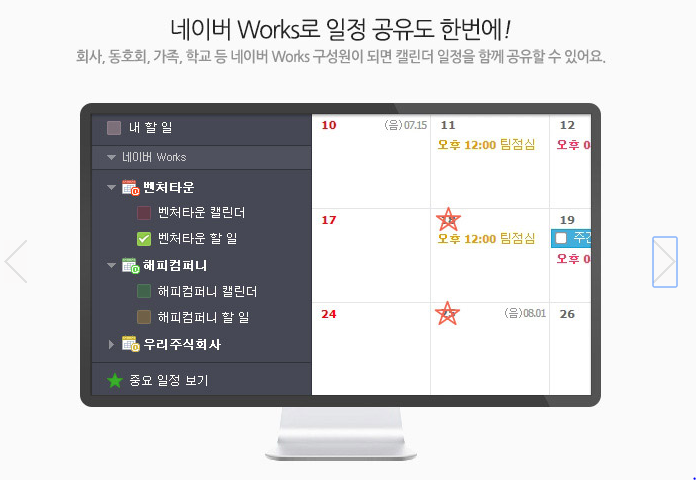 네이버 Works로 일정 공유도 한번에!
회사, 동호회, 가족, 학교 등 네이버 Works 구성원이 되면 캘린더 일정을 함께 공유할 수 있어요.
내 할 일
네이버 Works
벤처타운
벤처타운 캘린더
벤처타운 할 일
해피컴퍼니
해피컴퍼니 캘린더
해피컴퍼니 할 일
우리주식회사
중요 일정 보기
10 (음)07.15 11 12
오후 12:00 팀점심 오후
17 18 19
오후 12:00 팀점심 주간
오후
24 25 (음)08.01 26